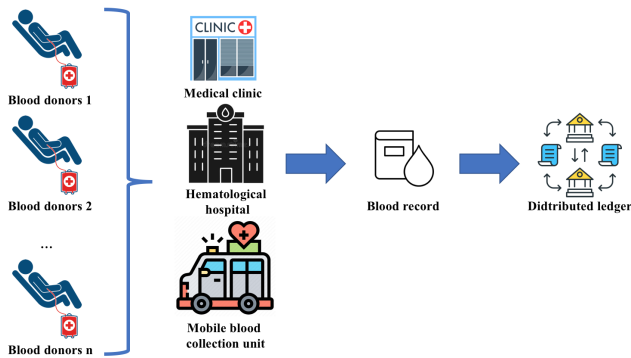 Blood donors 1
Blood donors 2
...
Blood donors n
CLINIC
Medical clinic
Hematological
hospital
Mobile blood
collection unit
Blood record
Didtributed ledger